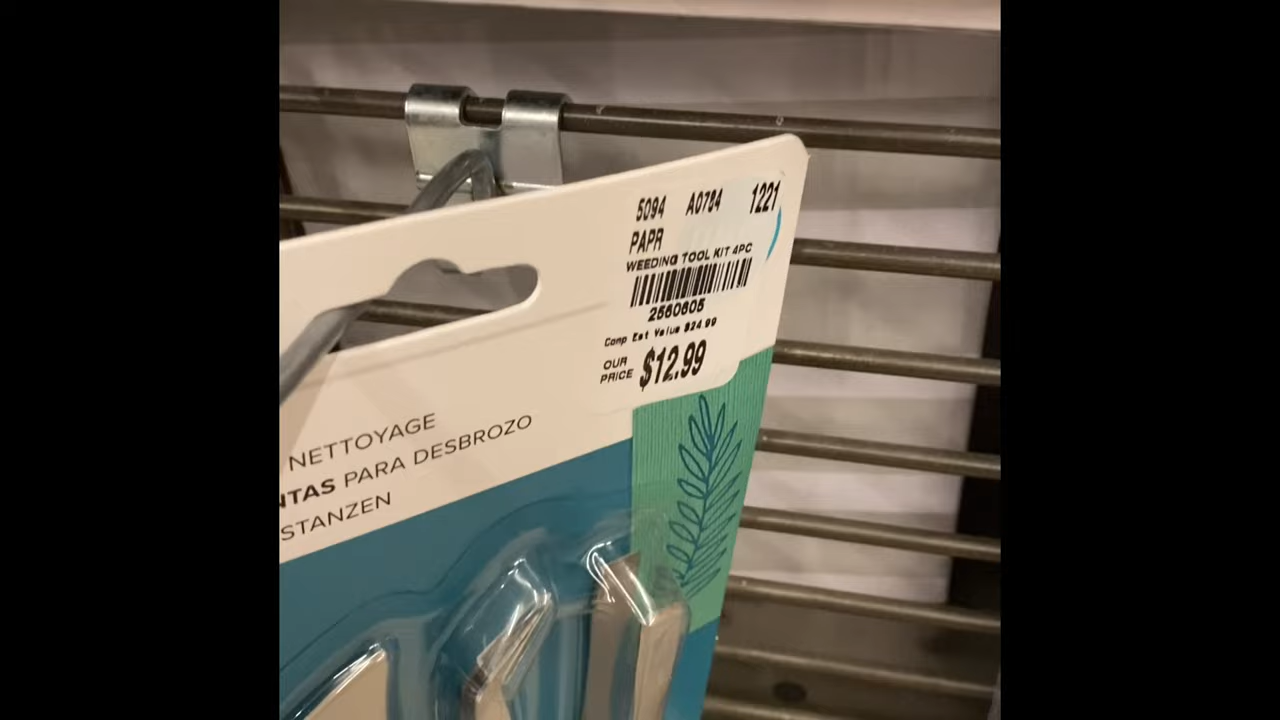 5094 A0784 1221
PAPR
WEEDING TOOL KIT 4PC
2560605
Comp Est Value $24.99
OUR PRICE $12.99
NETTOYAGE
NTAS PARA DESBROZO
STANZEN